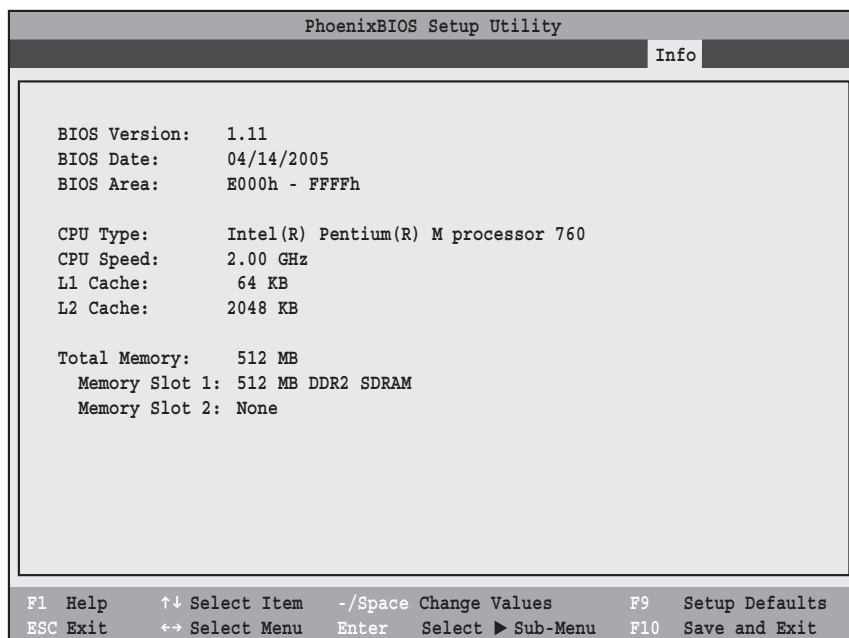 PhoenixBIOS Setup Utility
Info
BIOS Version: 1.11
BIOS Date: 04/14/2005
BIOS Area: E000h - FFFFh
CPU Type: Intel(R) Pentium(R) M processor 760
CPU Speed: 2.00 GHz
L1 Cache: 64 KB
L2 Cache: 2048 KB
Total Memory: 512 MB
Memory Slot 1: 512 MB DDR2 SDRAM
Memory Slot 2: None
F1 Help ↑↓ Select Item -/Space Change Values F9 Setup Defaults
ESC Exit ←→ Select Menu Enter Select ▶ Sub-Menu F10 Save and Exit